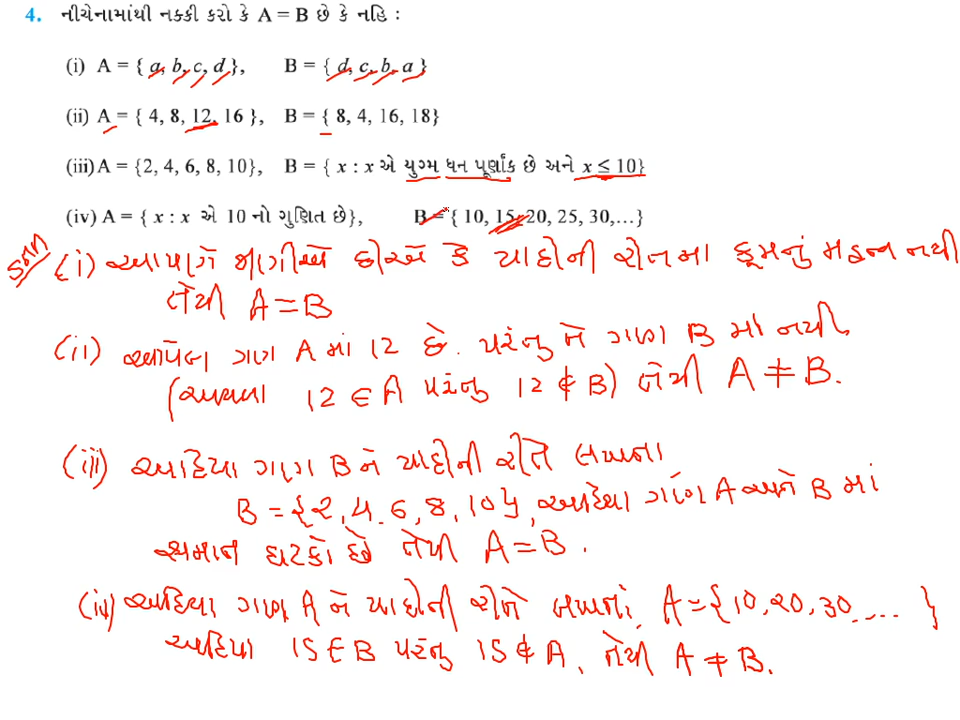 4. નીચેનામાંથી નક્કી કરો કે A = B છે કે નહિ :
(i) A = { a, b, c, d }, B = { d, c, b, a }
(ii) A = { 4, 8, 12, 16 }, B = { 8, 4, 16, 18}
(iii) A = {2, 4, 6, 8, 10}, B = { x : x એ યુગ્મ ધન પૂર્ણાંક છે અને x ≤ 10}
(iv) A = { x : x એ 10 નો ગુણિત છે}, B = { 10, 15, 20, 25, 30,...}
જવાબ (i) આપણે જાણીએ છીએ કે યાદીની રીતમા ક્રમનું મહત્વ નથી
તેથી A = B
(ii) આપેલ ગણ A માં 12 છે. પરંતુ તે ગણ B માં નથી
(અથવા 12 ∈ A પરંતુ 12 ∉ B) તેથી A ≠ B.
(iii) અહિયા ગણ B ને યાદીની રીતે લખતા
B = {2, 4, 6, 8, 10}, અહિયા ગણ A અને B માં
સમાન ઘટકો છે તેથી A = B.
(iv) અહિયા ગણ A ને યાદીની રીતે લખતાં, A = {10, 20, 30, ... }
અહિયા 15 ∈ B પરંતુ 15 ∉ A, તેથી A ≠ B.